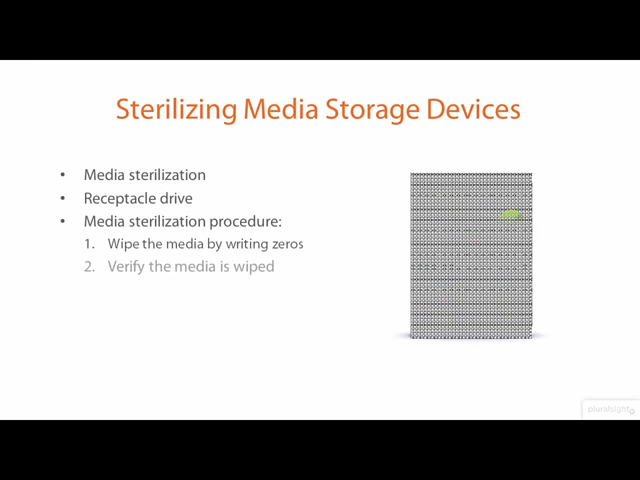 Sterilizing Media Storage Devices
• Media sterilization
• Receptacle drive
• Media sterilization procedure:
1. Wipe the media by writing zeros
2. Verify the media is wiped
pluralsight